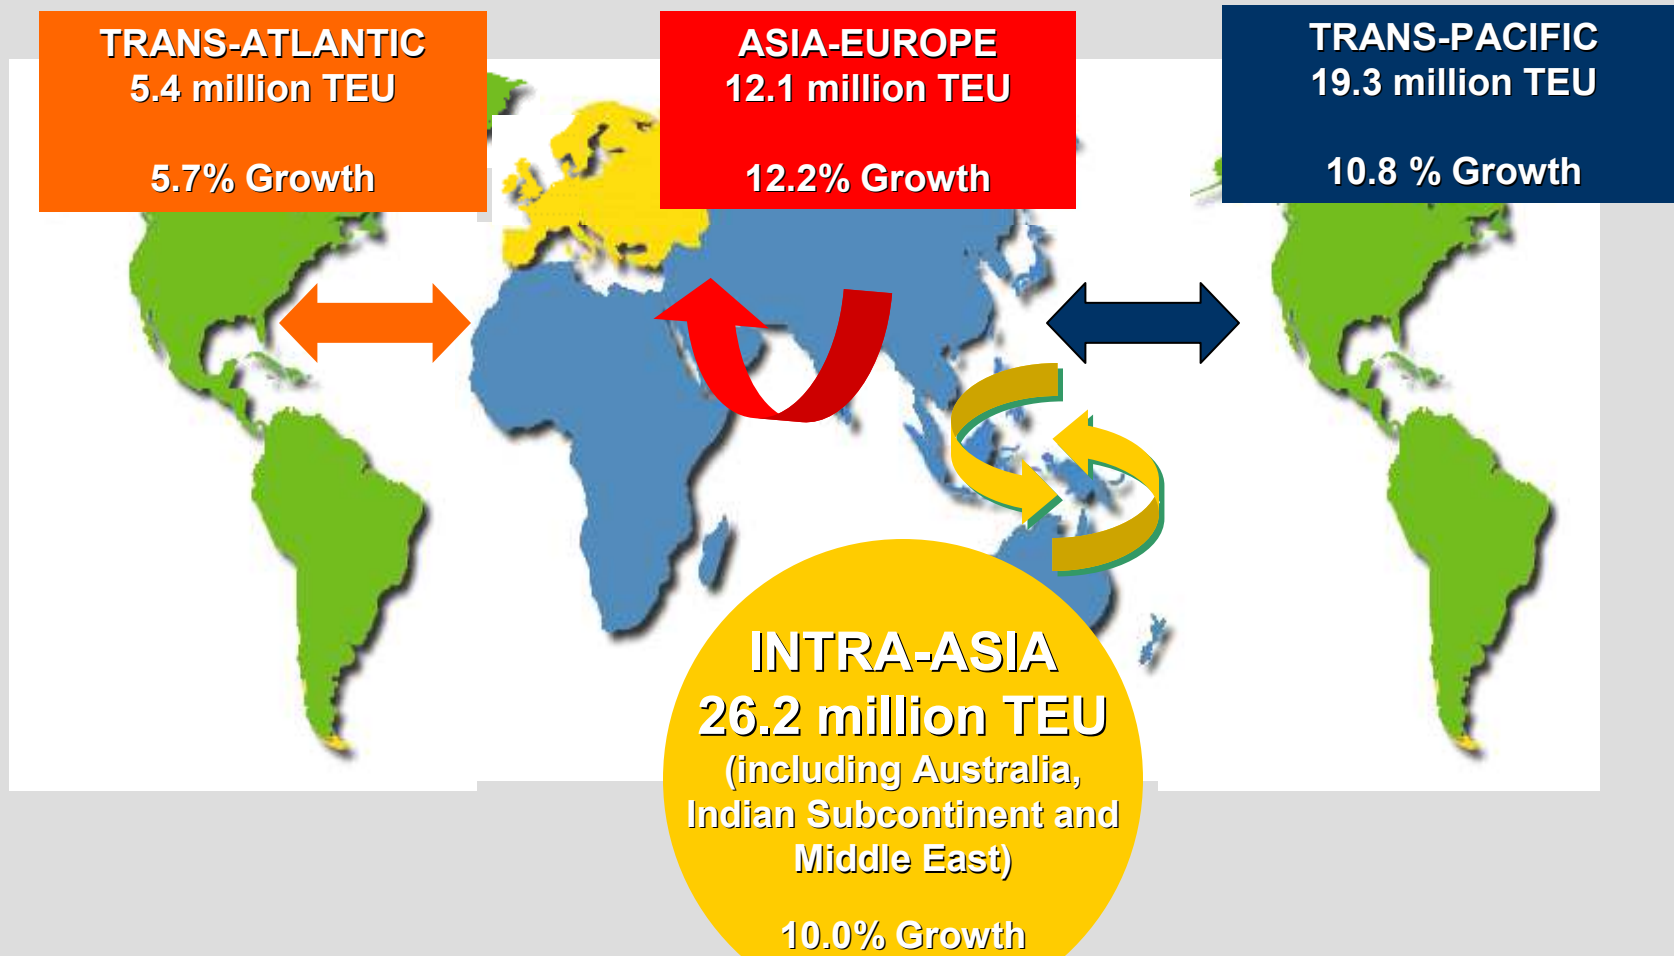 TRANS-ATLANTIC
5.4 million TEU
5.7% Growth
ASIA-EUROPE
12.1 million TEU
12.2% Growth
TRANS-PACIFIC
19.3 million TEU
10.8 % Growth
INTRA-ASIA
26.2 million TEU
(including Australia,
Indian Subcontinent and
Middle East)
10.0% Growth